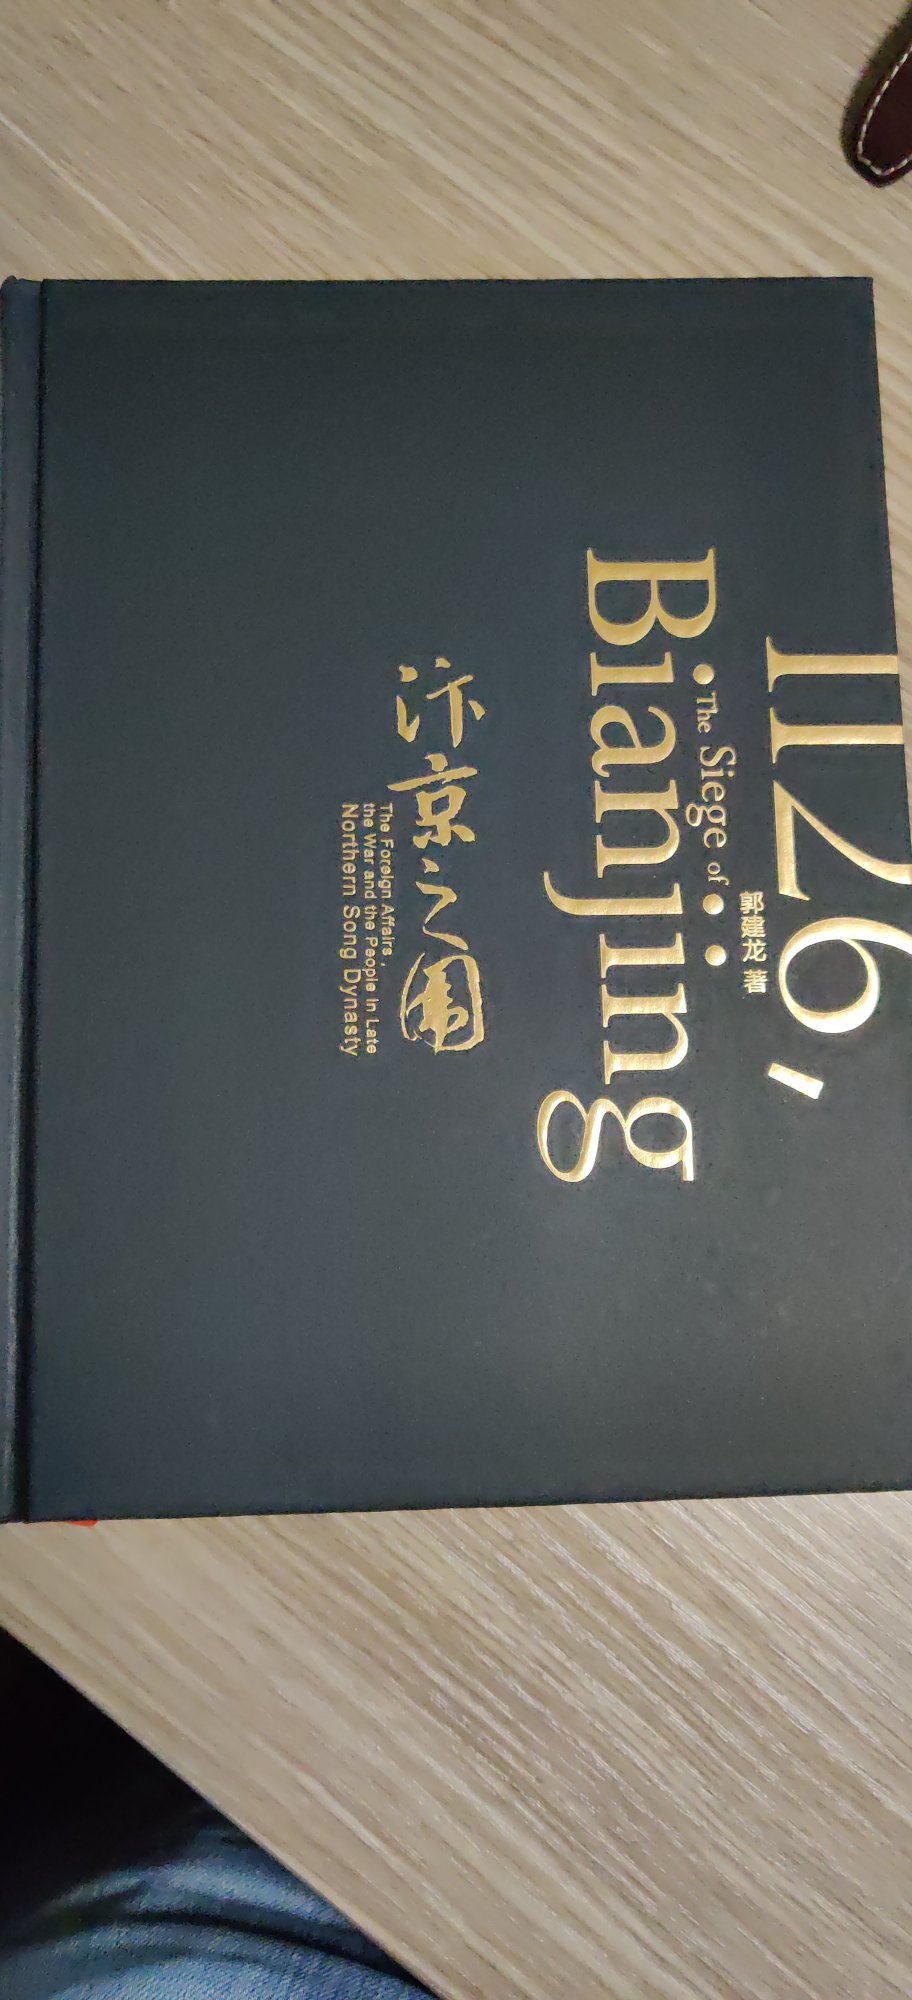 1126,
郭建龙 著
The Siege of
Bianjing
汴京之围
The Foreign Affairs,
the War and the People in Late
Northern Song Dynasty